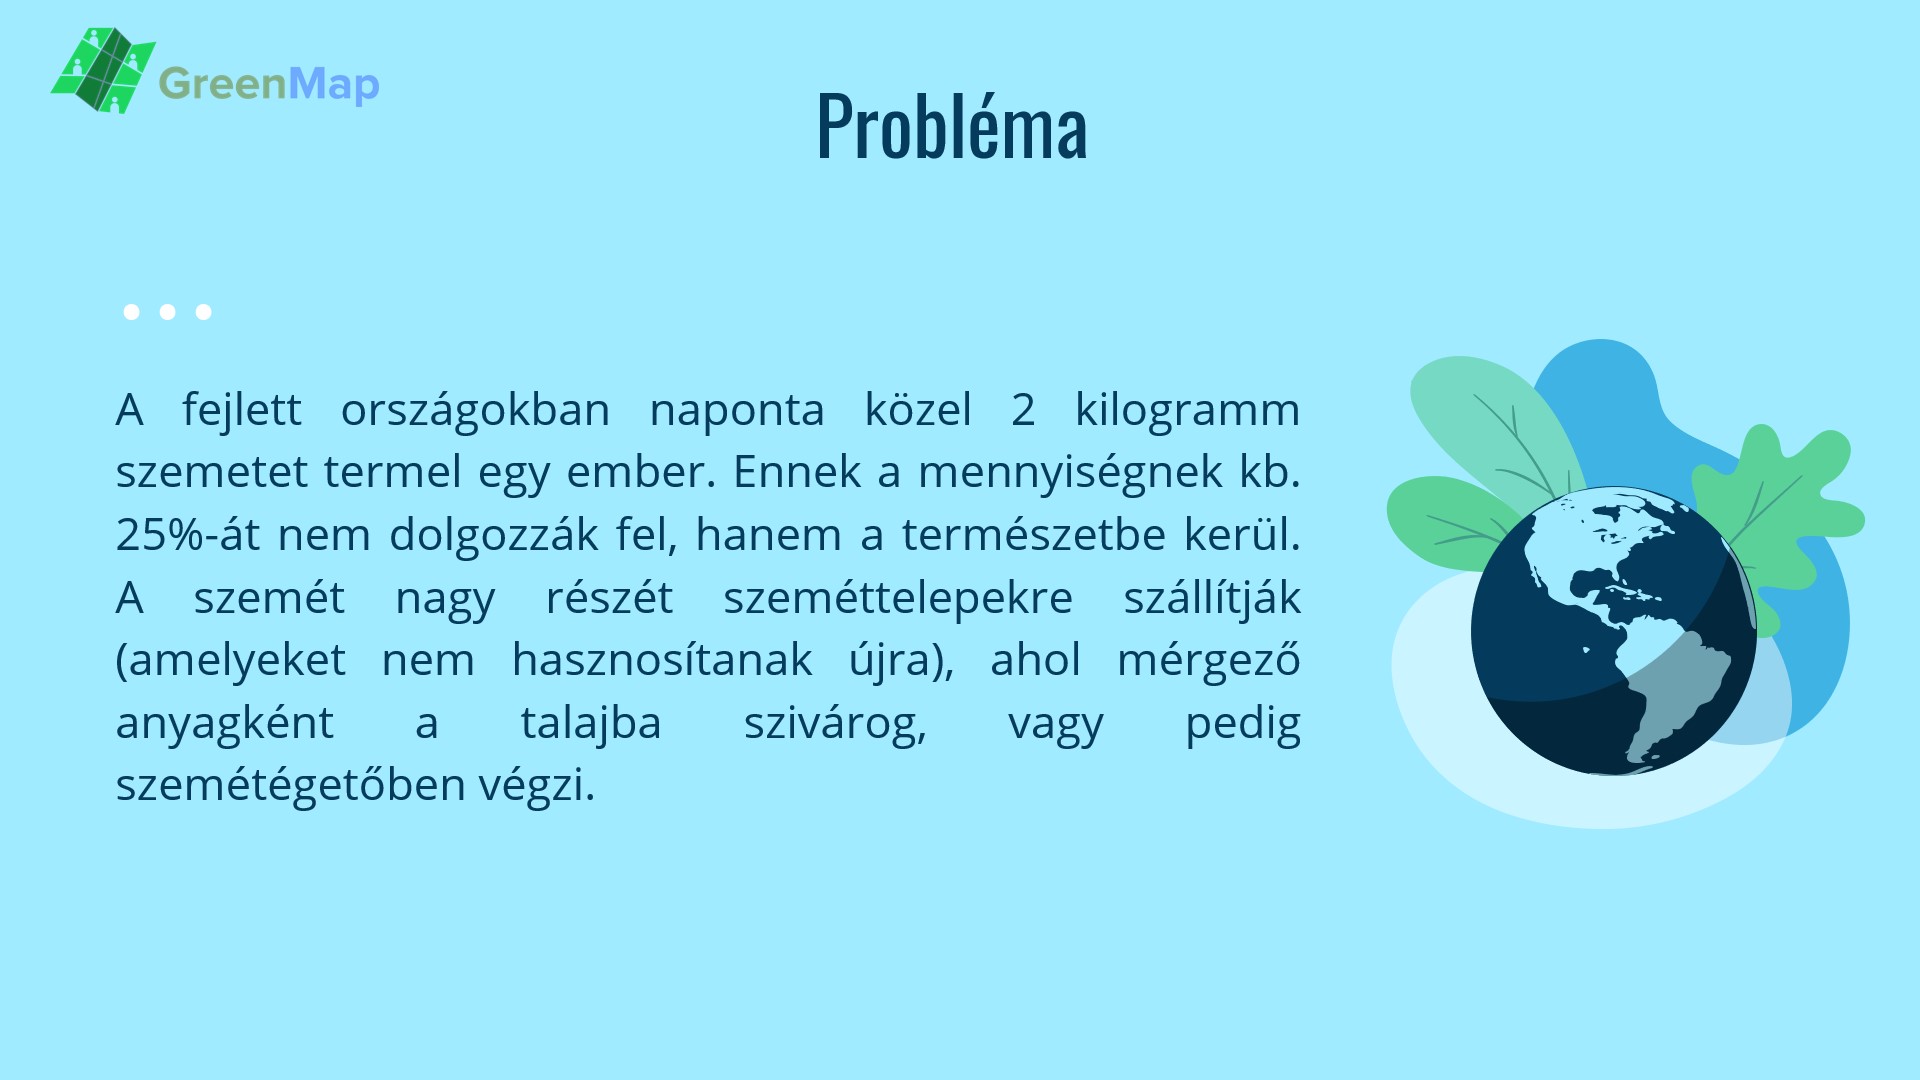 GreenMap
Probléma
A fejlett országokban naponta közel 2 kilogramm
szemetet termel egy ember. Ennek a mennyiségnek kb.
25%-át nem dolgozzák fel, hanem a természetbe kerül.
A szemét nagy részét szeméttelepekre szállítják
(amelyeket nem hasznosítanak újra), ahol mérgező
anyagként a talajba szivárog, vagy pedig
szemétégetőben végzi.